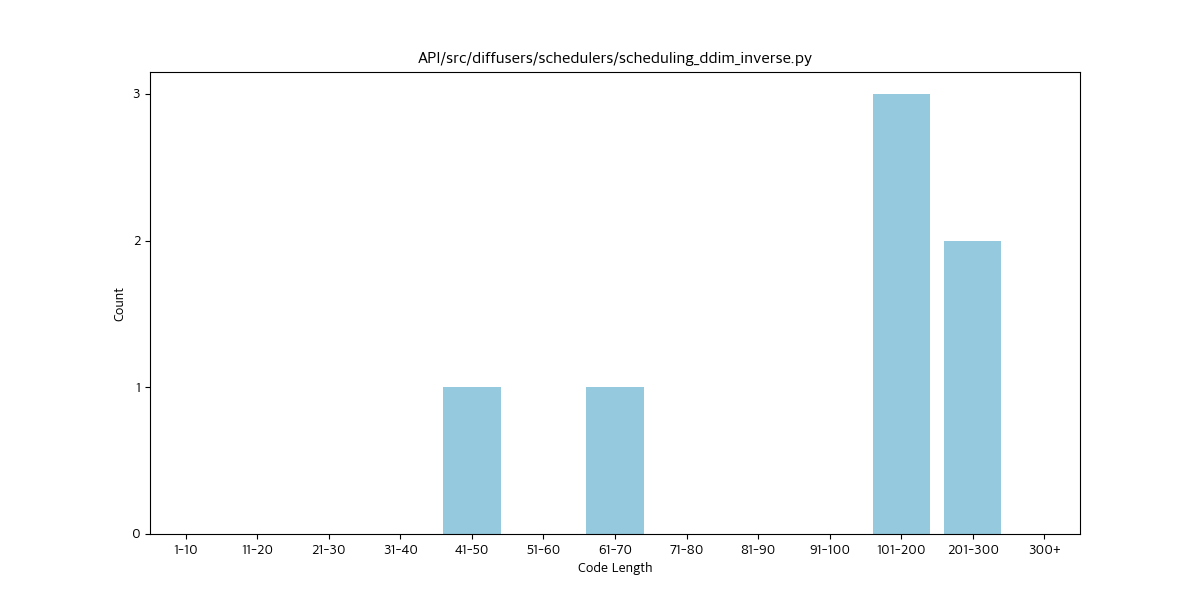 API/src/diffusers/schedulers/scheduling_ddim_inverse.py
3
2
1
0
Count
1-10 11-20 21-30 31-40 41-50 51-60 61-70 71-80 81-90 91-100 101-200 201-300 300+
Code Length